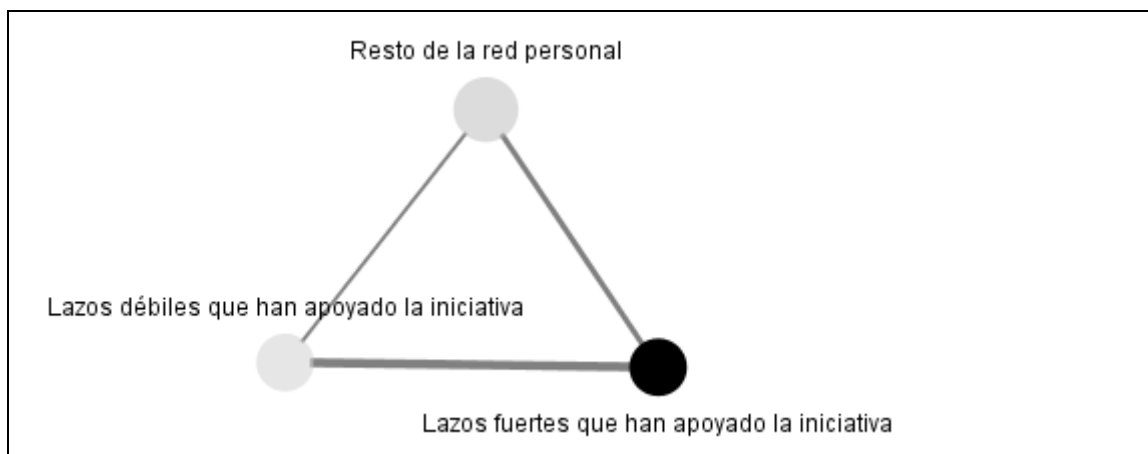 Resto de la red personal
Lazos débiles que han apoyado la iniciativa
Lazos fuertes que han apoyado la iniciativa